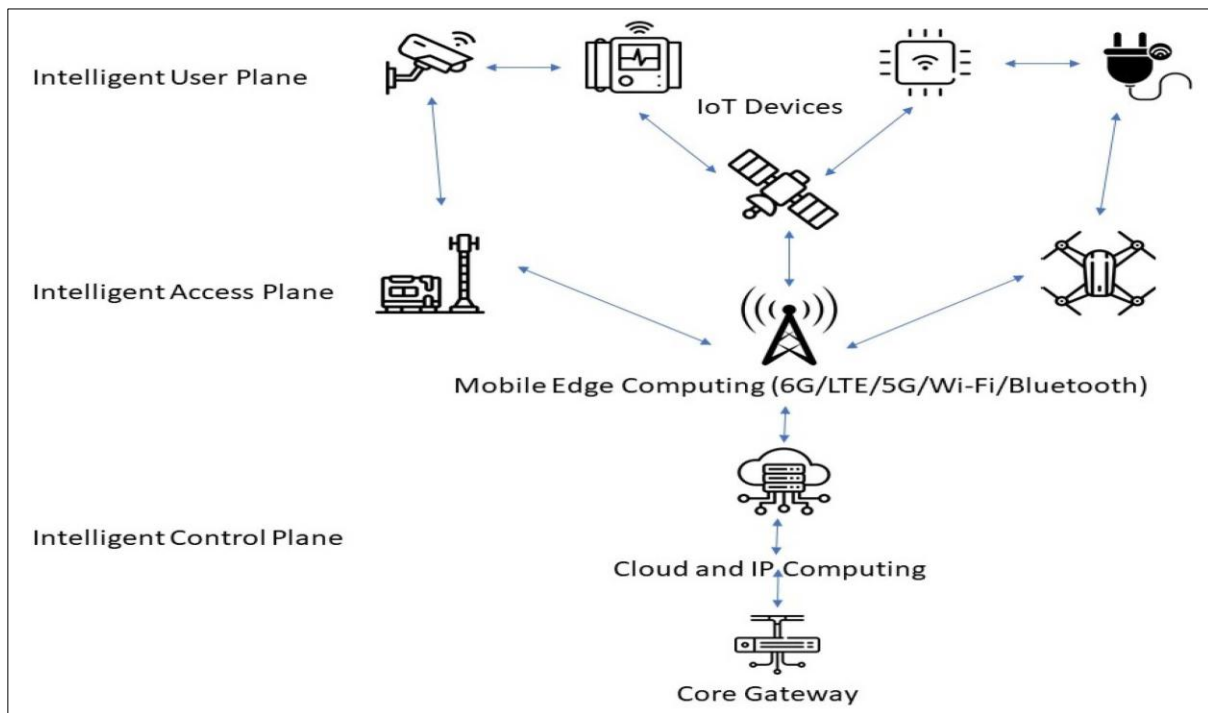 Intelligent User Plane
IoT Devices
Intelligent Access Plane
Mobile Edge Computing (6G/LTE/5G/Wi-Fi/Bluetooth)
Intelligent Control Plane
Cloud and IP Computing
Core Gateway